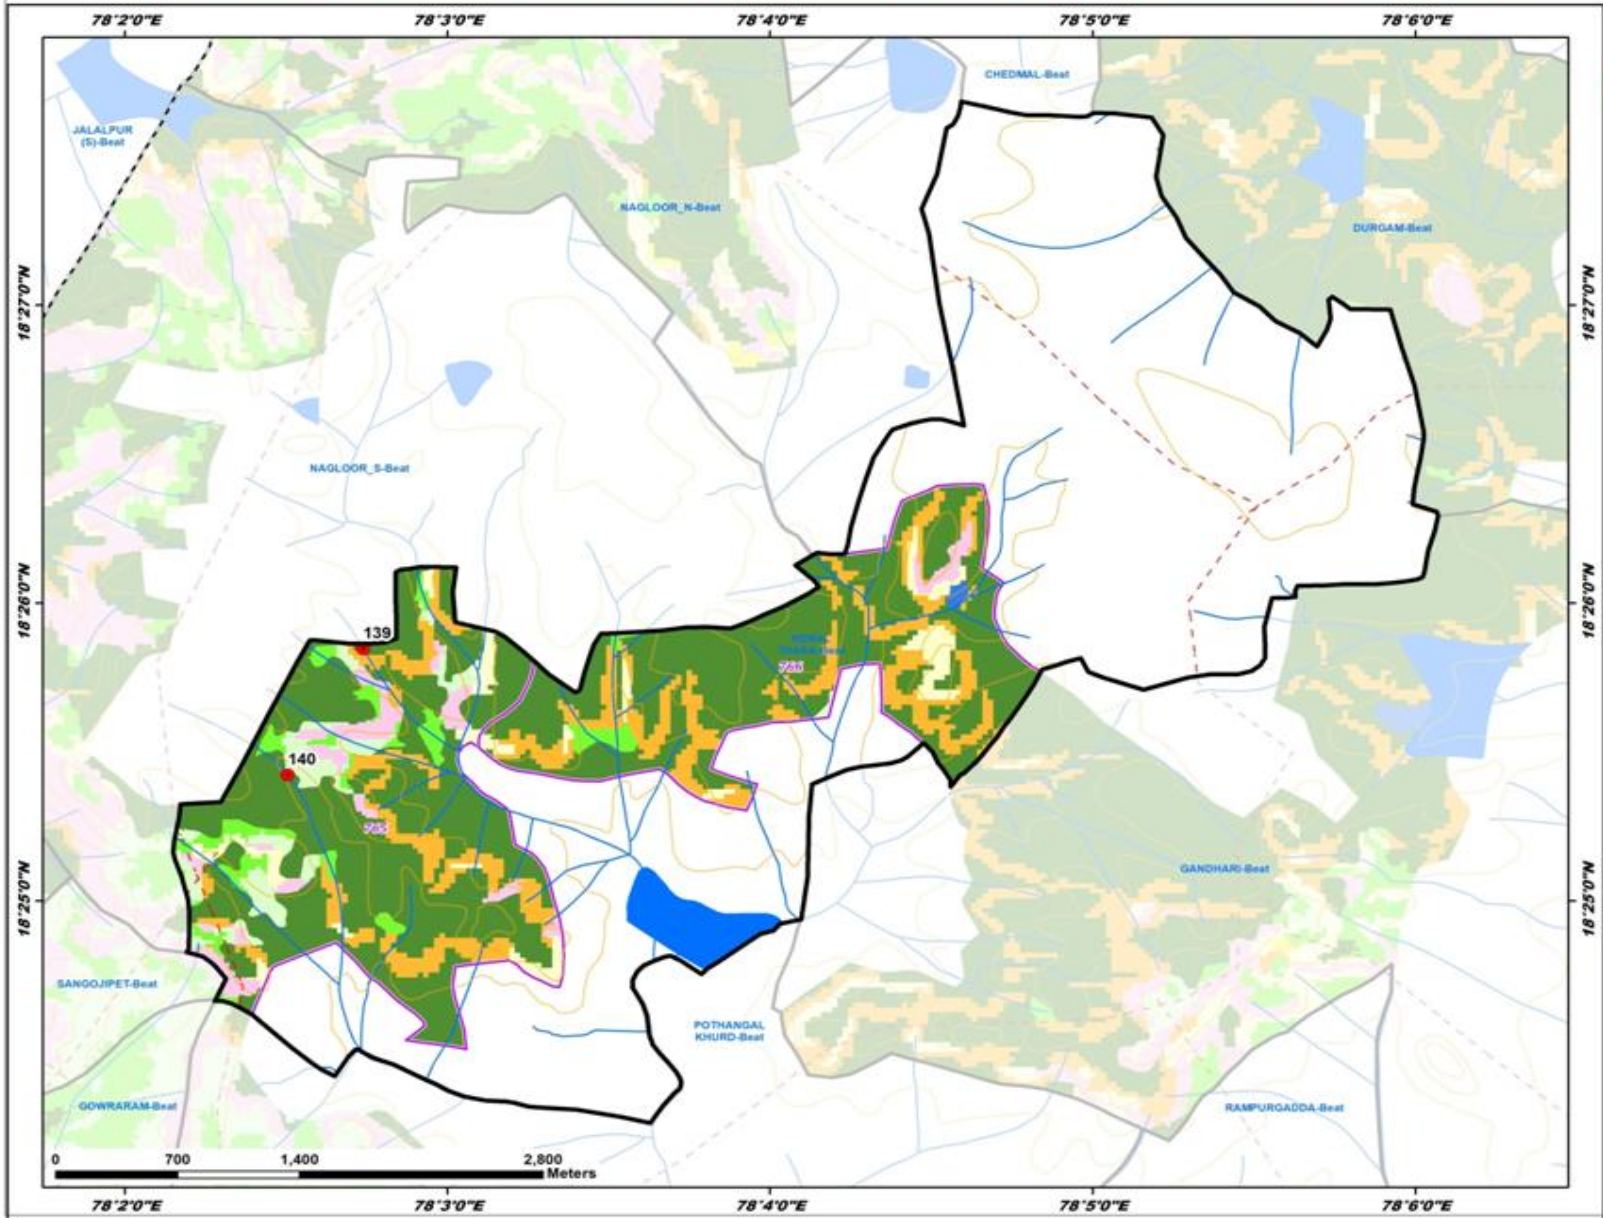 78°2'0"E 78°3'0"E 78°4'0"E 78°5'0"E 78°6'0"E
CHEDMAL-Beat
JALALPUR
(S)-Beat
NAGLOOR_N-Beat
DURGAM-Beat
18°27'0"N 18°27'0"N
NAGLOOR_S-Beat
18°26'0"N 18°26'0"N
139
766
140
765
GANDHARI-Beat
18°25'0"N 18°25'0"N
SANGOJIPET-Beat
POTHANGAL
KHURD-Beat
GOWRARAM-Beat
RAMPURGADDA-Beat
0 700 1,400 2,800
Meters
78°2'0"E 78°3'0"E 78°4'0"E 78°5'0"E 78°6'0"E